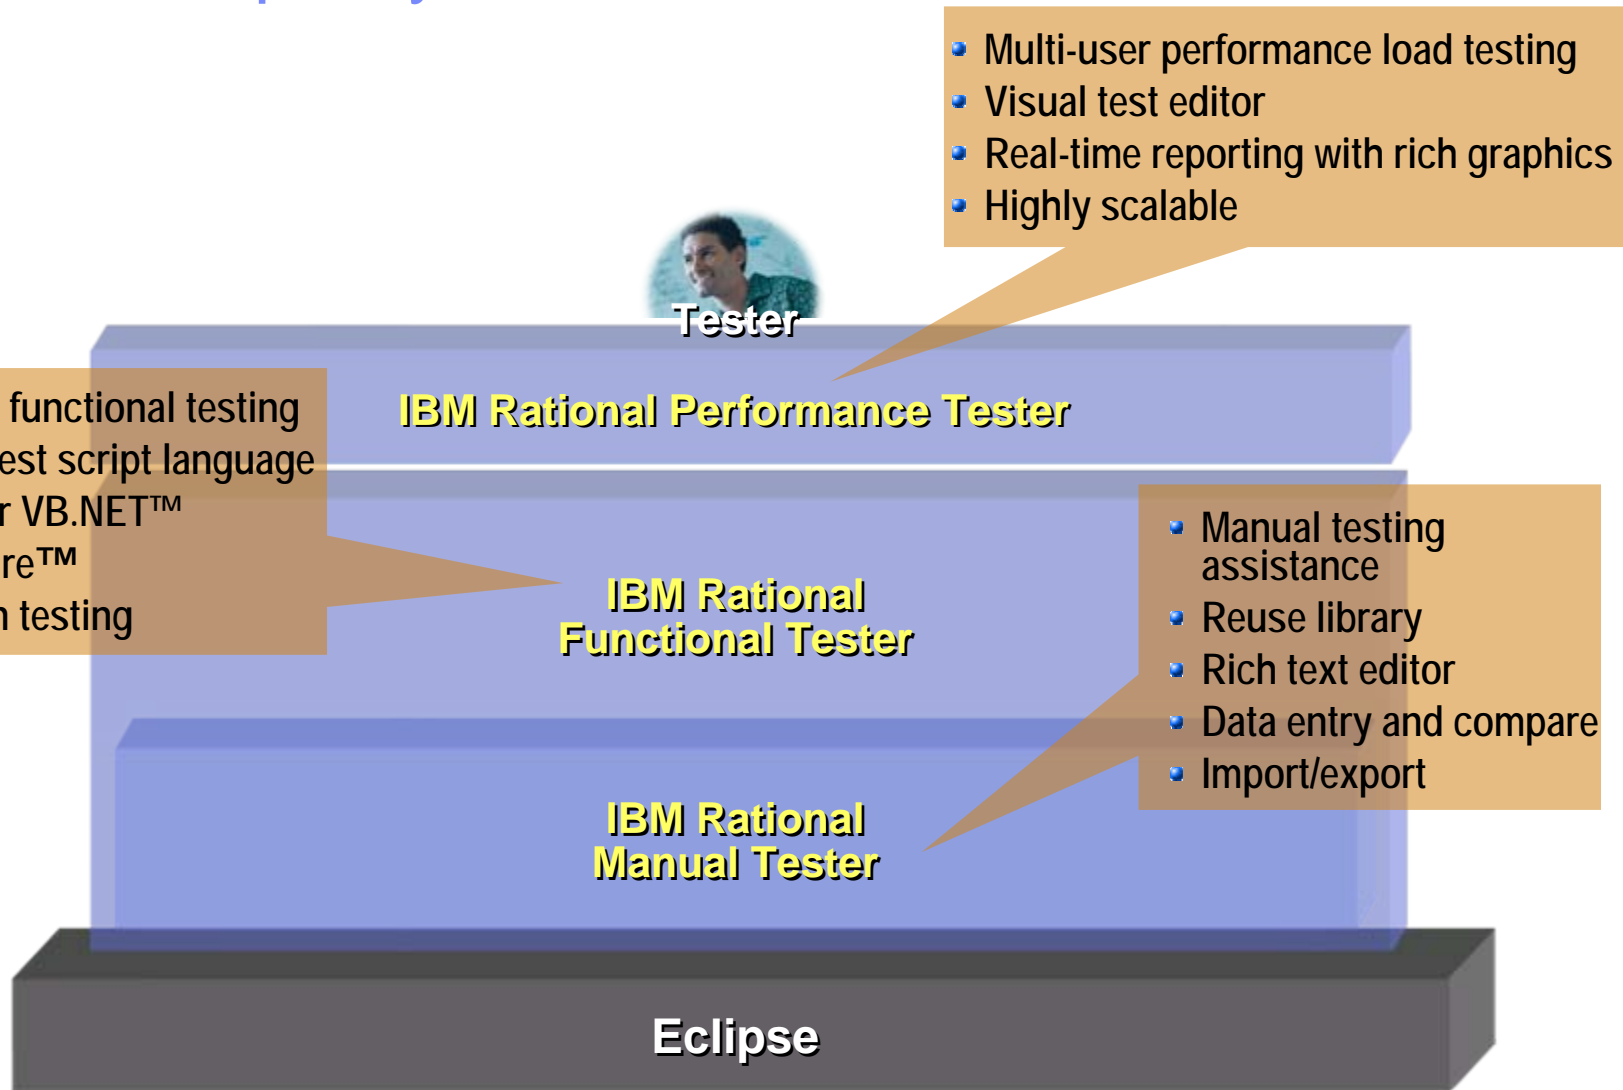 Multi-user performance load testing
Visual test editor
Real-time reporting with rich graphics
Highly scalable
Tester
IBM Rational Performance Tester
functional testing
script language
VB.NET™
testing
IBM Rational
Functional Tester
Manual testing
assistance
Reuse library
Rich text editor
Data entry and compare
Import/export
IBM Rational
Manual Tester
Eclipse